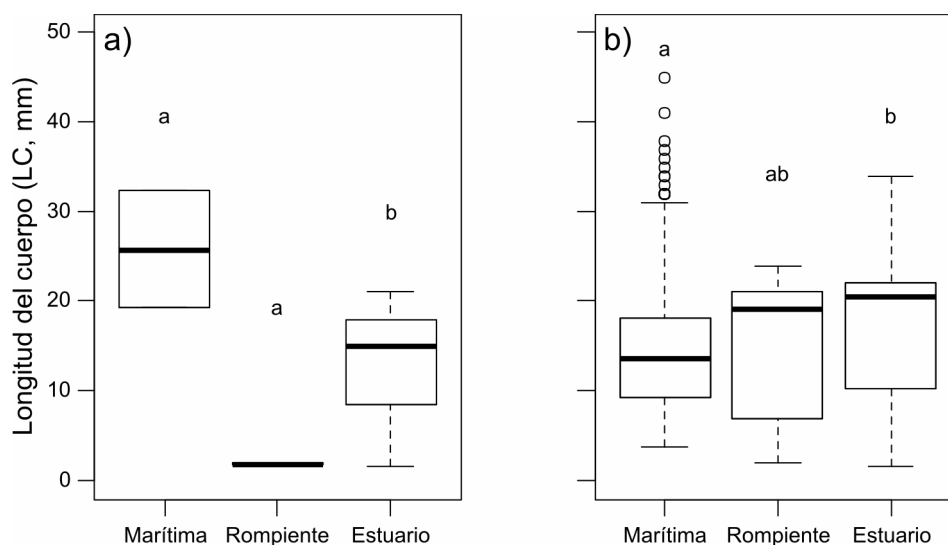 Longitud del cuerpo (LC, mm)
50
40
30
20
10
0
a)
a
a
b
Marítima Rompiente Estuario
b)
a
ab
b
Marítima Rompiente Estuario